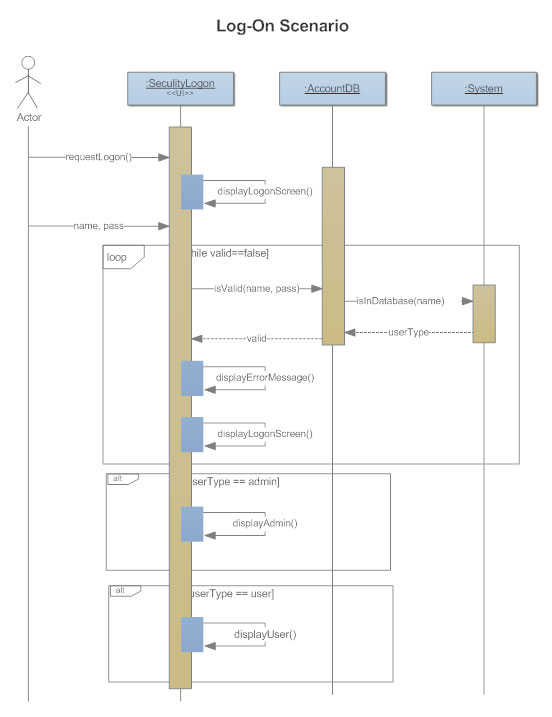 Log-On Scenario
:SeculityLogon
<<UI>>
:AccountDB
:System
Actor
requestLogon()
displayLogonScreen()
name, pass
loop
hile valid==false]
isValid(name, pass)
isInDatabase(name)
userType
valid
displayErrorMessage()
displayLogonScreen()
alt
serType == admin]
displayAdmin()
alt
userType == user]
displayUser()